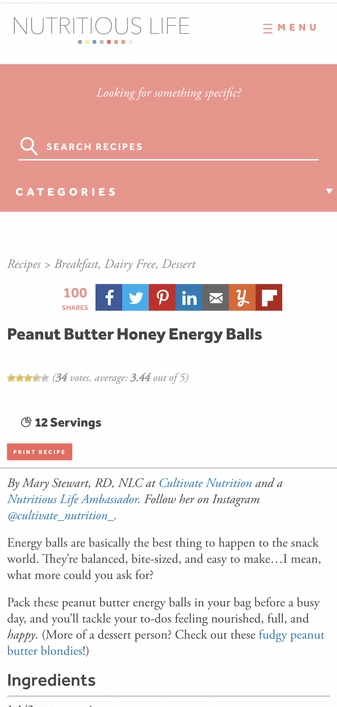 NUTRITIOUS LIFE
MENU
Looking for something specific?
SEARCH RECIPES
CATEGORIES
Recipes > Breakfast, Dairy Free, Dessert
100
SHARES
Peanut Butter Honey Energy Balls
(34 votes, average: 3.44 out of 5)
12 Servings
PRINT RECIPE
By Mary Stewart, RD, NLC at Cultivate Nutrition and a
Nutritious Life Ambassador. Follow her on Instagram
@cultivate_nutrition_.
Energy balls are basically the best thing to happen to the snack
world. They're balanced, bite-sized, and easy to make…I mean,
what more could you ask for?
Pack these peanut butter energy balls in your bag before a busy
day, and you'll tackle your to-dos feeling nourished, full, and
happy. (More of a dessert person? Check out these fudgy peanut
butter blondies!)
Ingredients